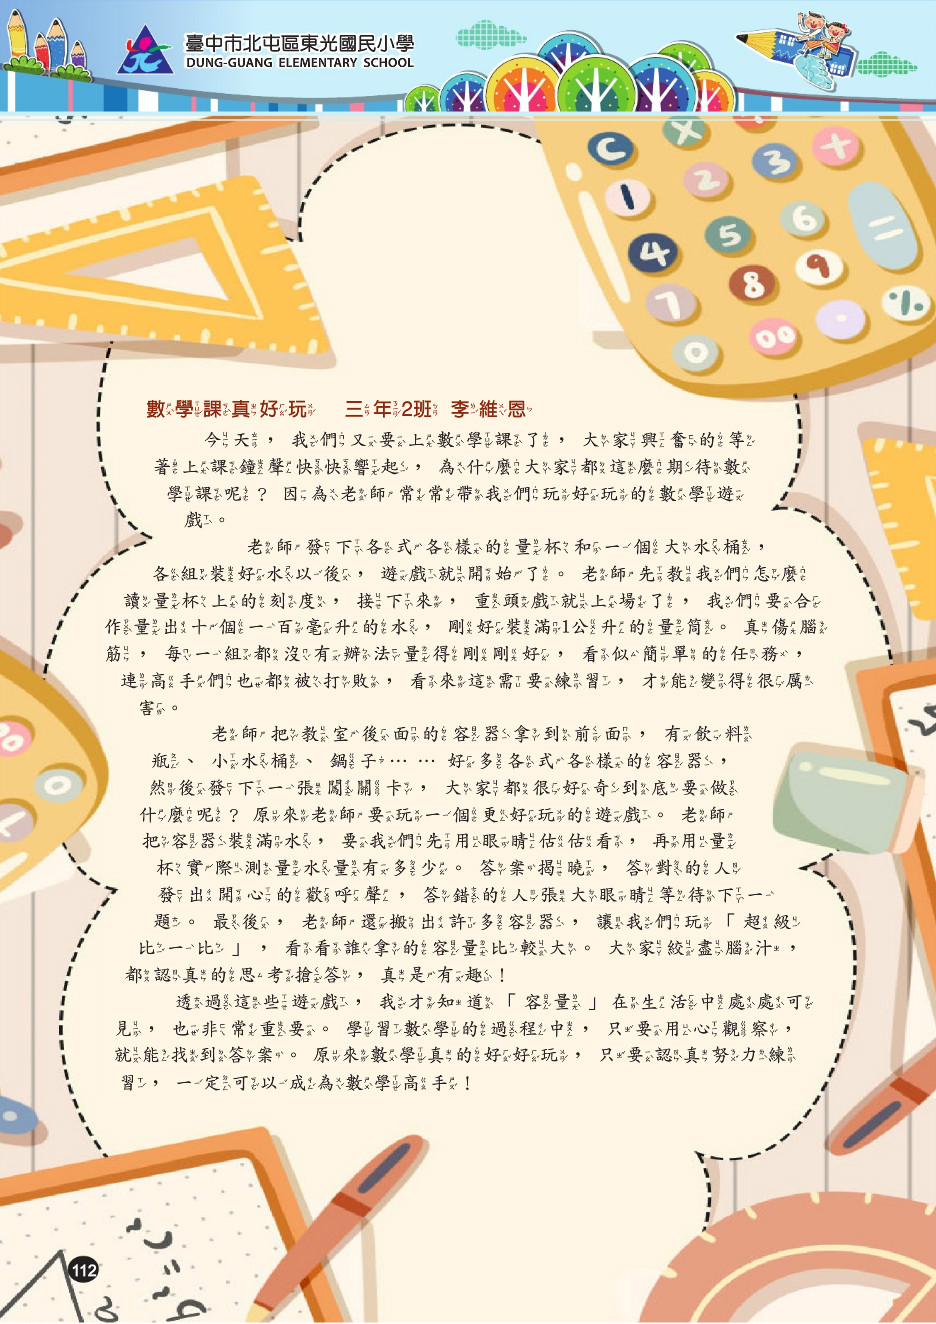 臺中市北屯區東光國民小學
DUNG-GUANG ELEMENTARY SCHOOL
C × 3 +
1 2
4 5 6 =
7 8 9
0 00 %
數學課真好玩 三年2班 李維恩
今天，我們又要上數學課了，大家興奮的等
著上課鐘聲快快響起，為什麼大家都這麼期待數
學課呢？因為老師常常帶我們玩好玩的數學遊
戲。
老師發下各式各樣的量杯和一個大水桶，
各組裝好水以後，遊戲就開始了。老師先教我們怎麼
讀量杯上的刻度，接下來，重頭戲就上場了，我們要合
作量出十個一百毫升的水，剛好裝滿1公升的量筒。真傷腦
筋，每一組都沒有辦法量得剛剛好，看似簡單的任務，
連高手們也都被打敗，看來這需要練習，才能變得很厲
害。
老師把教室後面的容器拿到前面，有飲料
瓶、小水桶、鍋子……好多各式各樣的容器，
然後發下一張闖關卡，大家都很好奇到底要做
什麼呢？原來老師要玩一個更好玩的遊戲。老師
把容器裝滿水，要我們先用眼睛估估看，再用量
杯實際測量水量有多少。答案揭曉，答對的人
發出開心的歡呼聲，答錯的人張大眼睛等待下一
題。最後，老師還搬出許多容器，讓我們玩「超級
比一比」，看看誰拿的容量比較大。大家絞盡腦汁，
都認真的思考搶答，真是有趣！
透過這些遊戲，我才知道「容量」在生活中處處可
見，也非常重要。學習數學的過程中，只要用心觀察，
就能找到答案。原來數學真的好好玩，只要認真努力練
習，一定可以成為數學高手！
112